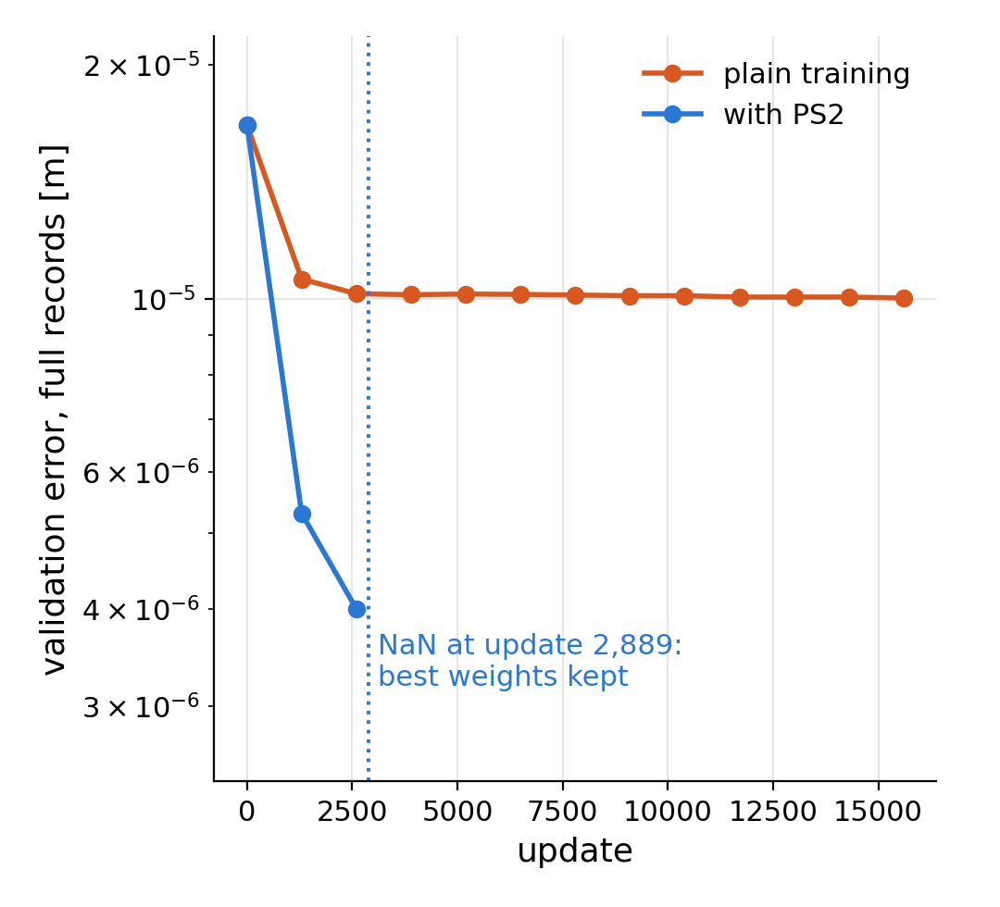 validation error, full records [m]
2 × 10⁻⁵
10⁻⁵
6 × 10⁻⁶
4 × 10⁻⁶
3 × 10⁻⁶
plain training
with PS2
NaN at update 2,889:
best weights kept
0 2500 5000 7500 10000 12500 15000
update